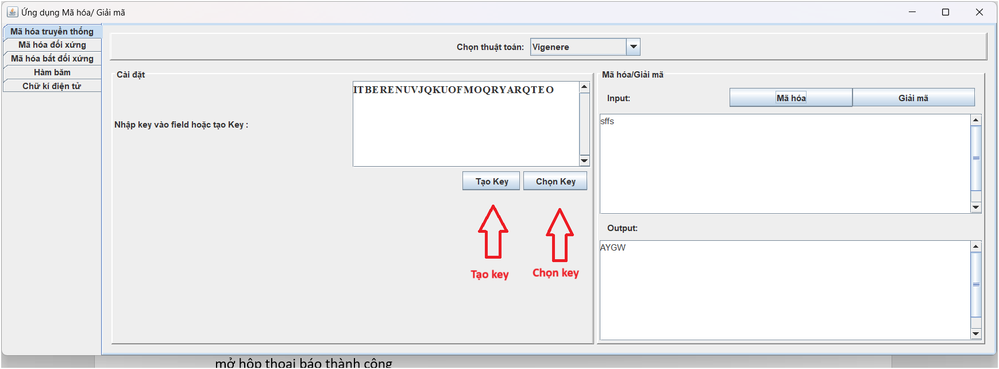 Ứng dụng Mã hóa/ Giải mã
Mã hóa truyền thống
Mã hóa đối xứng
Mã hóa bất đối xứng
Hàm băm
Chữ kí điện tử
Chọn thuật toán: Vigenere
Cài đặt
ITBERENUVJQKUOFMOQRYARQTEO
Nhập key vào field hoặc tạo Key :
Tạo Key Chọn Key
Tạo key Chọn key
Mã hóa/Giải mã
Input: Mã hóa Giải mã
sffs
Output:
AYGW
mở hộp thoại báo thành công